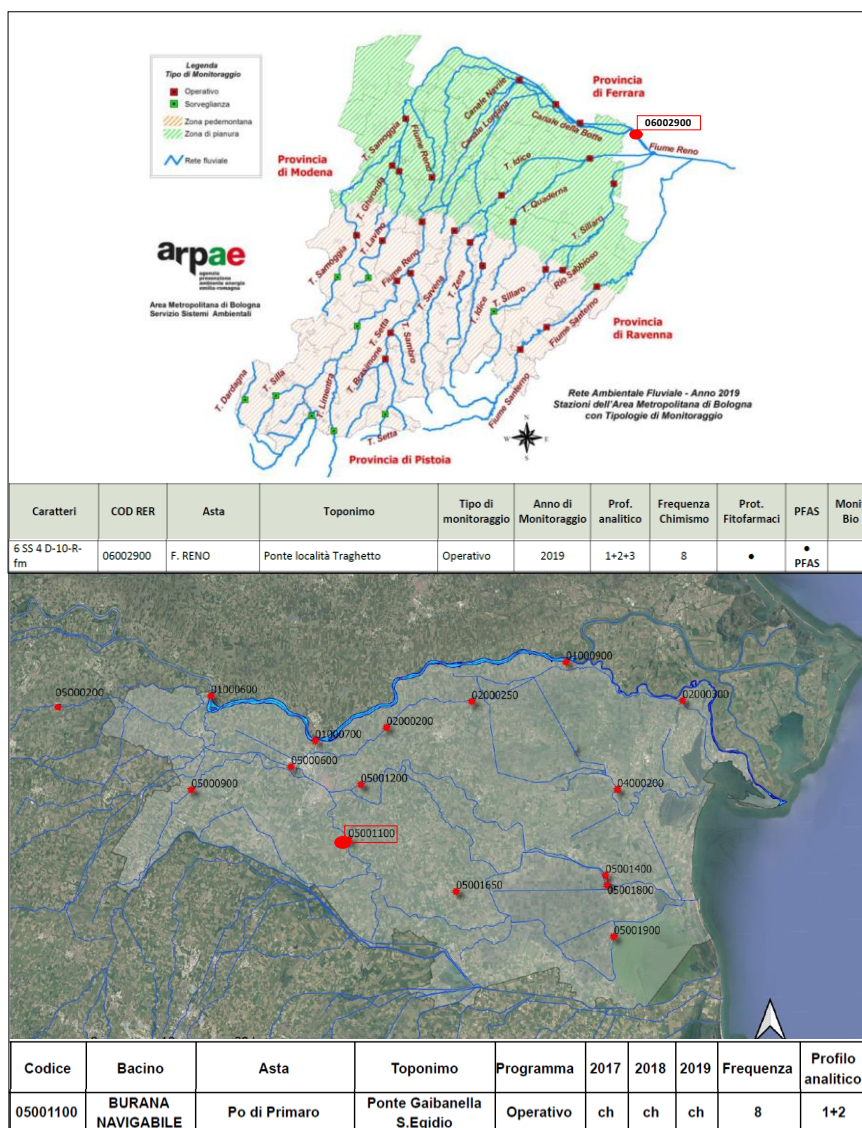 Legenda
Tipo di Monitoraggio
Operativo
Sorveglianza
Zona pedemontana
Zona di pianura
Rete fluviale
Provincia
di Modena
Provincia
di Ferrara
06002900
Canale Navile
Canale Lorgana
Canale della Botte
Fiume Reno
T. Samoggia
Fiume Reno
T. Idice
T. Ghironda
T. Quaderna
T. Lavino
T. Sillaro
T. Samoggia
Fiume Reno
T. Savena
T. Zena
T. Idice
T. Sillaro
Rio Sabbioso
Fiume Santerno
Provincia
di Ravenna
T. Setta
T. Sambro
T. Brasimone
T. Limentra
T. Silla
T. Dardagna
T. Setta
Fiume Santerno
Provincia di Pistoia
arpae
agenzia
prevenzione
ambiente energia
emilia-romagna
Area Metropolitana di Bologna
Servizio Sistemi Ambientali
Rete Ambientale Fluviale - Anno 2019
Stazioni dell'Area Metropolitana di Bologna
con Tipologie di Monitoraggio
N
W E
S
Caratteri COD RER Asta Toponimo Tipo di monitoraggio Anno di Monitoraggio Prof. analitico Frequenza Chimismo Prot. Fitofarmaci PFAS Monit Bio
6 SS 4 D-10-R-fm 06002900 F. RENO Ponte località Traghetto Operativo 2019 1+2+3 8 • • PFAS
05000200
01000600
01000700
02000200
02000250
01000900
02000300
05000600
05000900
05001200
04000200
05001100
05001400
05001650
05001800
05001900
Codice Bacino Asta Toponimo Programma 2017 2018 2019 Frequenza Profilo analitico
05001100 BURANA NAVIGABILE Po di Primaro Ponte Gaibanella S.Egidio Operativo ch ch ch 8 1+2